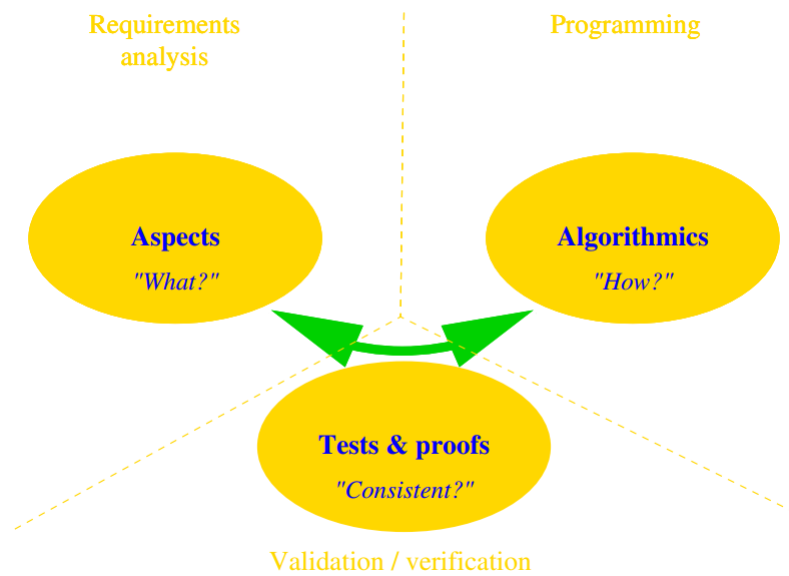 Requirements
analysis
Programming
Aspects
"What?"
Algorithmics
"How?"
Tests & proofs
"Consistent?"
Validation / verification